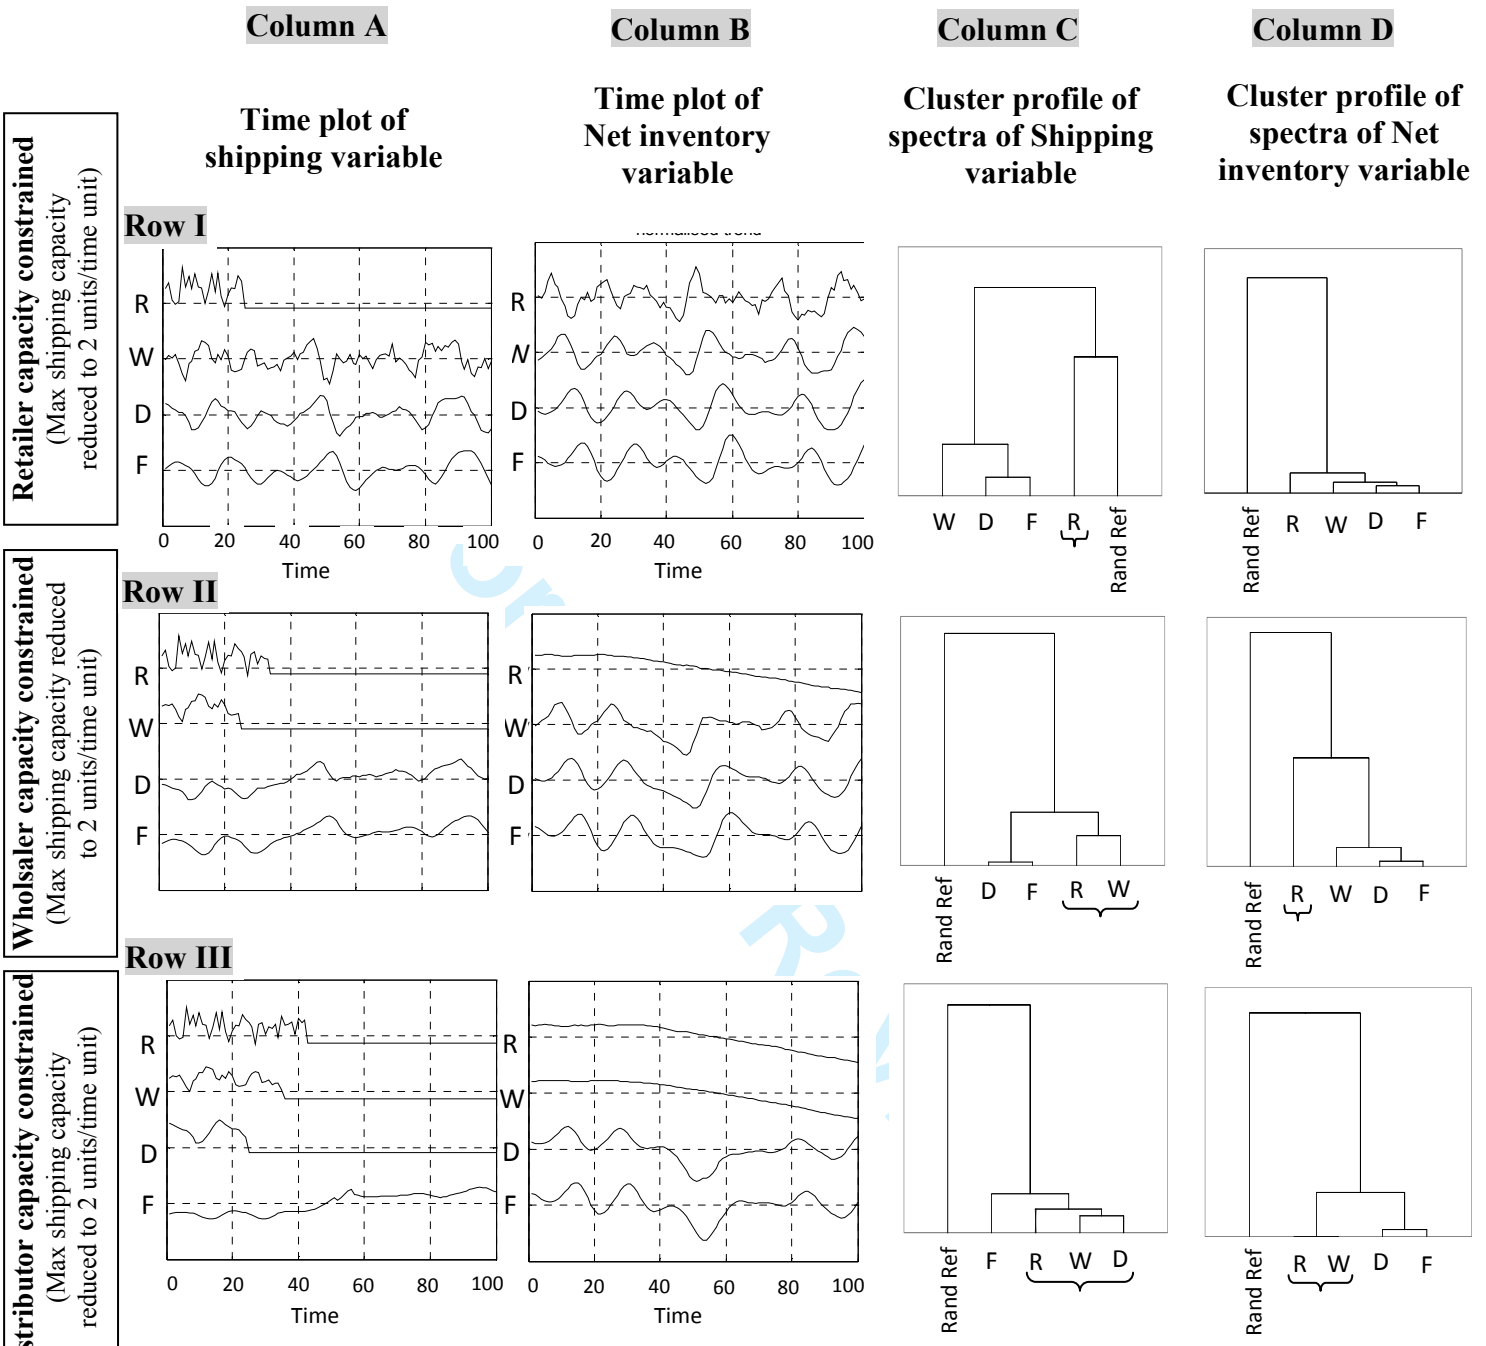 Column A
Column B
Column C
Column D
Time plot of
shipping variable
Time plot of
Net inventory
variable
Cluster profile of
spectra of Shipping
variable
Cluster profile of
spectra of Net
inventory variable
Retailer capacity constrained
(Max shipping capacity
reduced to 2 units/time unit)
Row I
R
W
D
F
0 20 40 60 80 100
Time
R
W
D
F
0 20 40 60 80 100
Time
W D F R Rand Ref
Rand Ref R W D F
Wholsaler capacity constrained
(Max shipping capacity reduced
to 2 units/time unit)
Row II
R
W
D
F
R
W
D
F
Rand Ref D F R W
Rand Ref R W D F
stributor capacity constrained
(Max shipping capacity
reduced to 2 units/time unit)
Row III
R
W
D
F
0 20 40 60 80 100
Time
R
W
D
F
0 20 40 60 80 100
Time
Rand Ref F R W D
Rand Ref R W D F